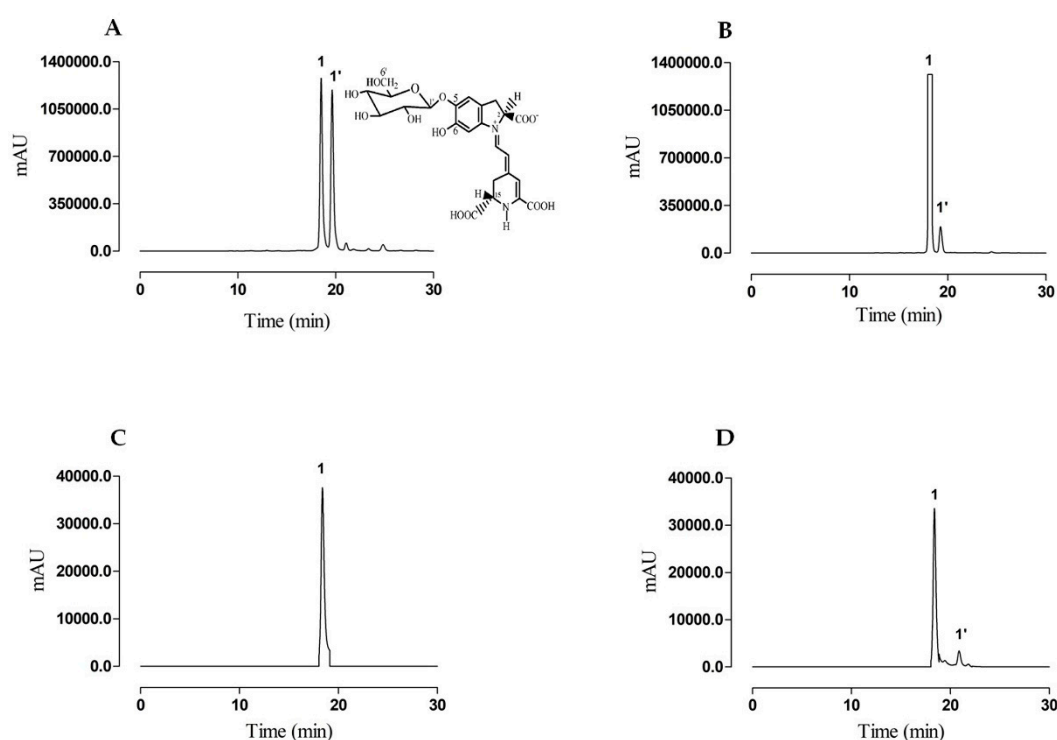 A
1400000.0
1050000.0
700000.0
350000.0
0.0
mAU
0 10 20 30
Time (min)
1 1'
6'
HOCH₂
HO
HO
O
OH
1'
O
5
HO
6
H
2
N
+
COO⁻
H
15
HOOC
N
H
COOH
B
1400000.0
1050000.0
700000.0
350000.0
0.0
mAU
0 10 20 30
Time (min)
1
1'
C
40000.0
30000.0
20000.0
10000.0
0.0
mAU
0 10 20 30
Time (min)
1
D
40000.0
30000.0
20000.0
10000.0
0.0
mAU
0 10 20 30
Time (min)
1
1'